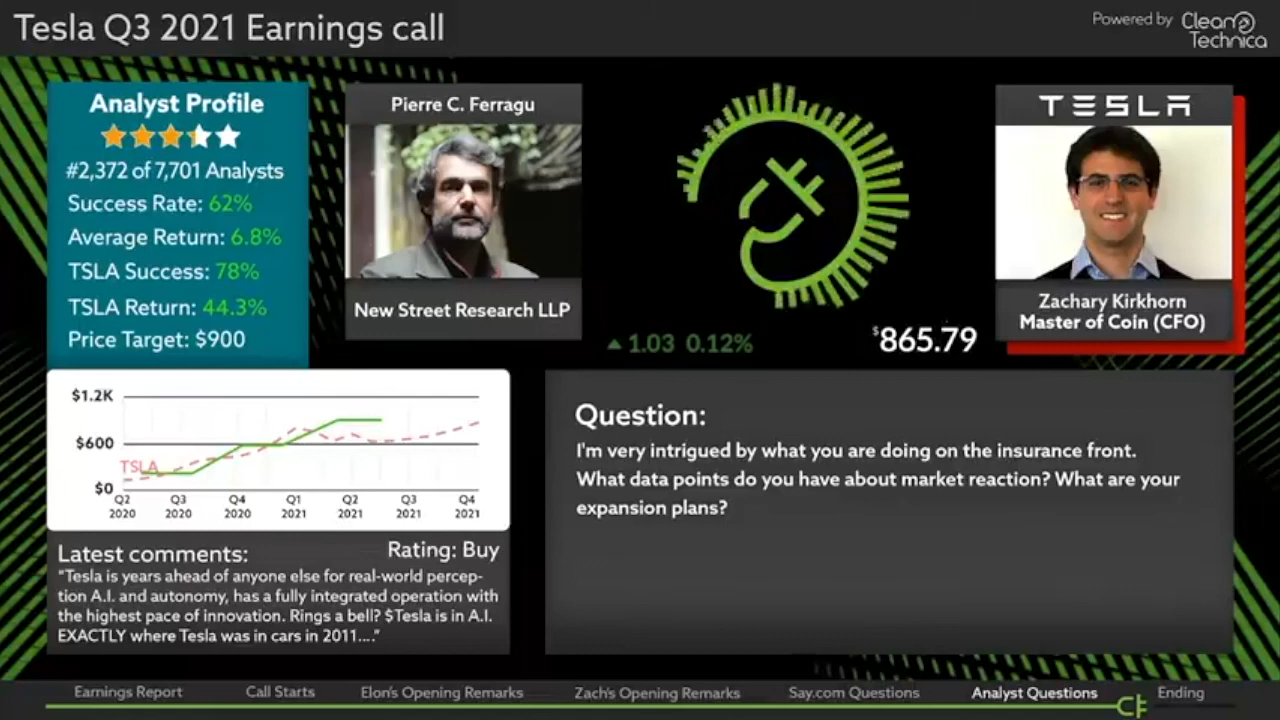 Tesla Q3 2021 Earnings call
Powered by CleanTechnica
Analyst Profile
#2,372 of 7,701 Analysts
Success Rate: 62%
Average Return: 6.8%
TSLA Success: 78%
TSLA Return: 44.3%
Price Target: $900
Pierre C. Ferragu
New Street Research LLP
1.03 0.12%
$865.79
TESLA
Zachary Kirkhorn
Master of Coin (CFO)
$1.2K
$600
$0
TSLA
Q2 2020
Q3 2020
Q4 2020
Q1 2021
Q2 2021
Q3 2021
Q4 2021
Latest comments:
Rating: Buy
"Tesla is years ahead of anyone else for real-world percep-
tion A.I. and autonomy, has a fully integrated operation with
the highest pace of innovation. Rings a bell? $Tesla is in A.I.
EXACTLY where Tesla was in cars in 2011...."
Question:
I'm very intrigued by what you are doing on the insurance front.
What data points do you have about market reaction? What are your
expansion plans?
Earnings Report
Call Starts
Elon's Opening Remarks
Zach's Opening Remarks
Say.com Questions
Analyst Questions
Ending